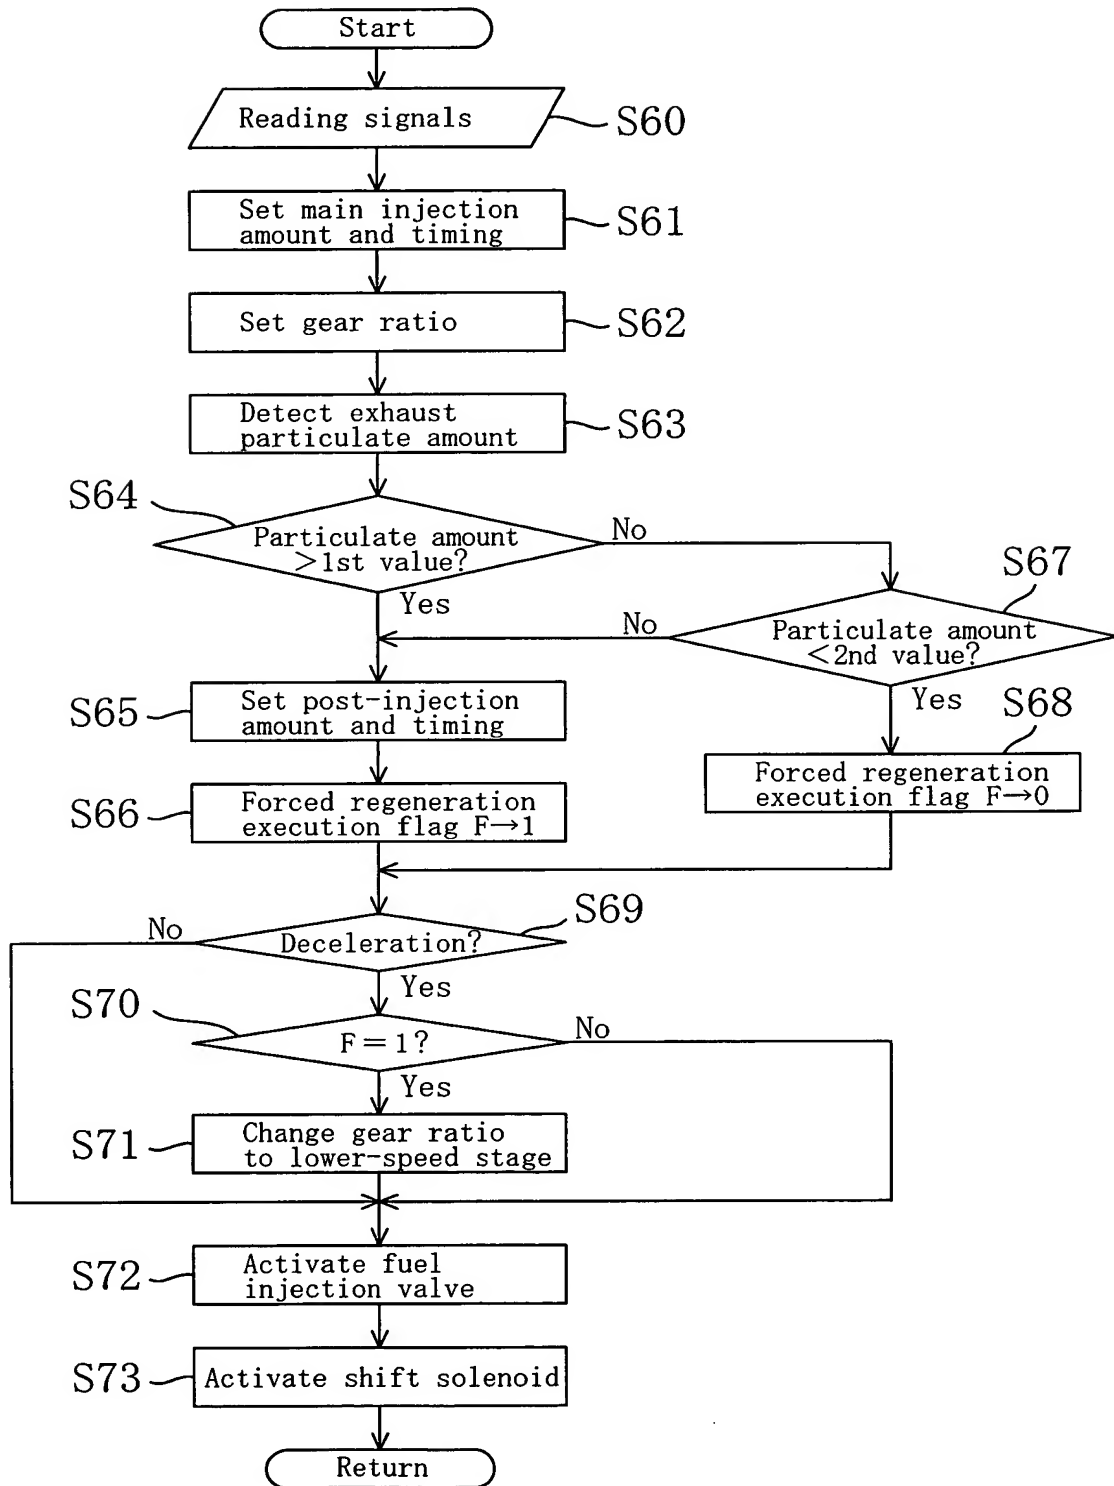 Start
Reading signals
S60
Set main injection
amount and timing
S61
Set gear ratio
S62
Detect exhaust
particulate amount
S63
S64
Particulate amount
>1st value?
No
Yes
S67
Particulate amount
<2nd value?
No
Yes
S65
Set post-injection
amount and timing
S68
Forced regeneration
execution flag F→0
S66
Forced regeneration
execution flag F→1
S69
Deceleration?
No
Yes
S70
F=1?
No
Yes
S71
Change gear ratio
to lower-speed stage
S72
Activate fuel
injection valve
S73
Activate shift solenoid
Return